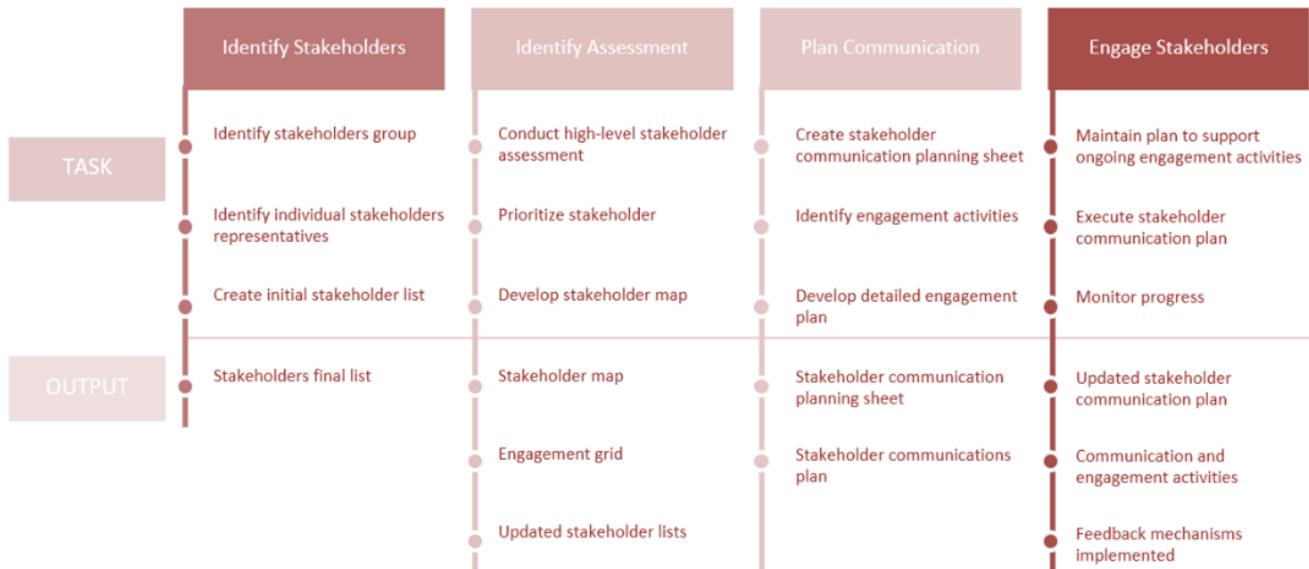 Identify Stakeholders
Identify Assessment
Plan Communication
Engage Stakeholders
TASK
Identify stakeholders group
Identify individual stakeholders
representatives
Create initial stakeholder list
Conduct high-level stakeholder
assessment
Prioritize stakeholder
Develop stakeholder map
Create stakeholder
communication planning sheet
Identify engagement activities
Develop detailed engagement
plan
Maintain plan to support
ongoing engagement activities
Execute stakeholder
communication plan
Monitor progress
OUTPUT
Stakeholders final list
Stakeholder map
Engagement grid
Updated stakeholder lists
Stakeholder communication
planning sheet
Stakeholder communications
plan
Updated stakeholder
communication plan
Communication and
engagement activities
Feedback mechanisms
implemented